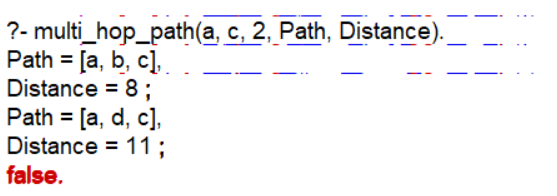 ?- multi_hop_path(a, c, 2, Path, Distance).
Path = [a, b, c],
Distance = 8 ;
Path = [a, d, c],
Distance = 11 ;
false.